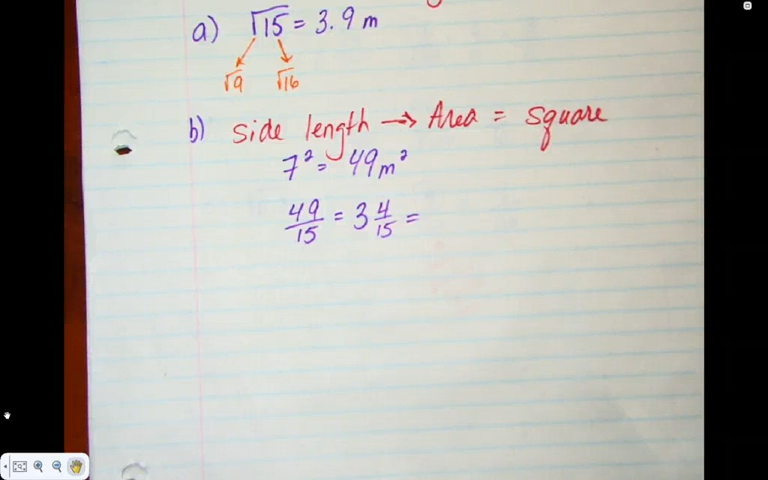 a) √15 = 3.9 m
√9 √16
b) side length → Area = square
7² = 49m²
49/15 = 3 4/15 =